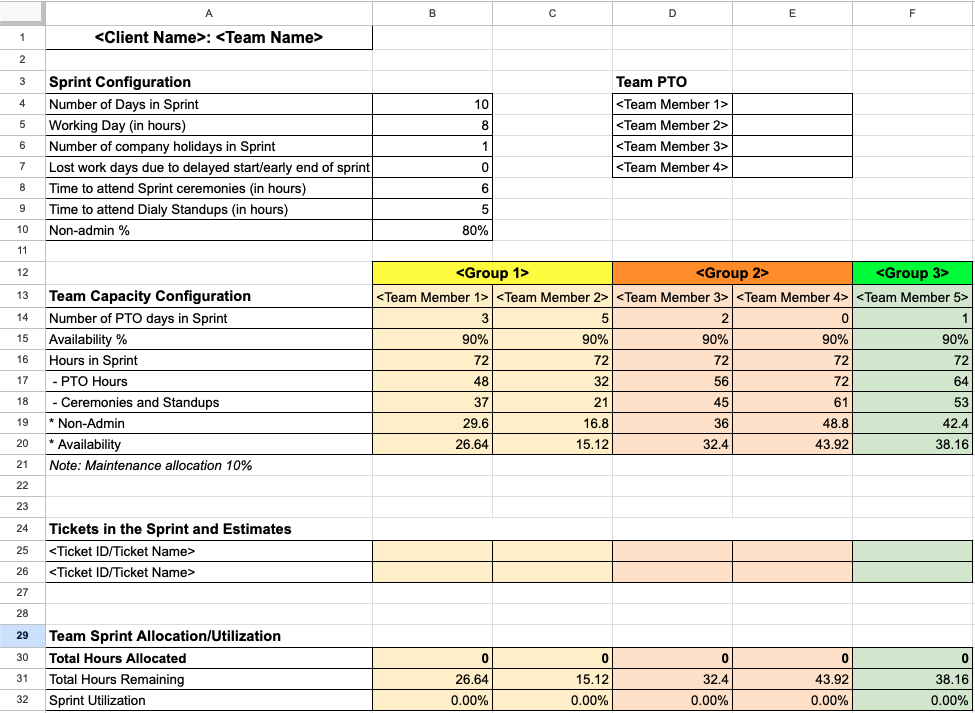 A B C D E F
1 <Client Name>: <Team Name>
2
3 Sprint Configuration Team PTO
4 Number of Days in Sprint 10 <Team Member 1>
5 Working Day (in hours) 8 <Team Member 2>
6 Number of company holidays in Sprint 1 <Team Member 3>
7 Lost work days due to delayed start/early end of sprint 0 <Team Member 4>
8 Time to attend Sprint ceremonies (in hours) 6
9 Time to attend Dialy Standups (in hours) 5
10 Non-admin % 80%
11
12 <Group 1> <Group 2> <Group 3>
13 Team Capacity Configuration <Team Member 1> <Team Member 2> <Team Member 3> <Team Member 4> <Team Member 5>
14 Number of PTO days in Sprint 3 5 2 0 1
15 Availability % 90% 90% 90% 90% 90%
16 Hours in Sprint 72 72 72 72 72
17 - PTO Hours 48 32 56 72 64
18 - Ceremonies and Standups 37 21 45 61 53
19 * Non-Admin 29.6 16.8 36 48.8 42.4
20 * Availability 26.64 15.12 32.4 43.92 38.16
21 Note: Maintenance allocation 10%
22
23
24 Tickets in the Sprint and Estimates
25 <Ticket ID/Ticket Name>
26 <Ticket ID/Ticket Name>
27
28
29 Team Sprint Allocation/Utilization
30 Total Hours Allocated 0 0 0 0 0
31 Total Hours Remaining 26.64 15.12 32.4 43.92 38.16
32 Sprint Utilization 0.00% 0.00% 0.00% 0.00% 0.00%